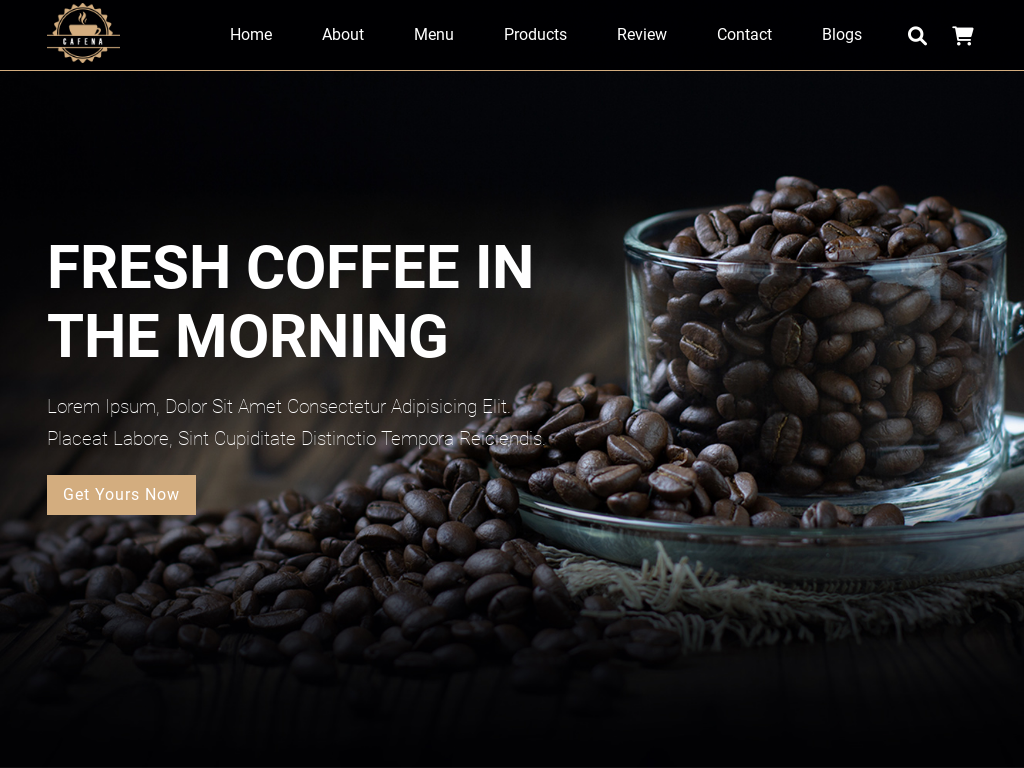 CAFENA
Home About Menu Products Review Contact Blogs
FRESH COFFEE IN
THE MORNING
Lorem Ipsum, Dolor Sit Amet Consectetur Adipisicing Elit.
Placeat Labore, Sint Cupiditate Distinctio Tempora Reiciendis.
Get Yours Now